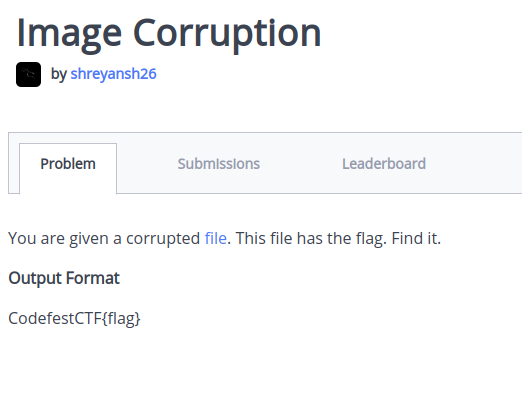 Image Corruption
by shreyansh26
Problem Submissions Leaderboard
You are given a corrupted file. This file has the flag. Find it.
Output Format
CodefestCTF{flag}